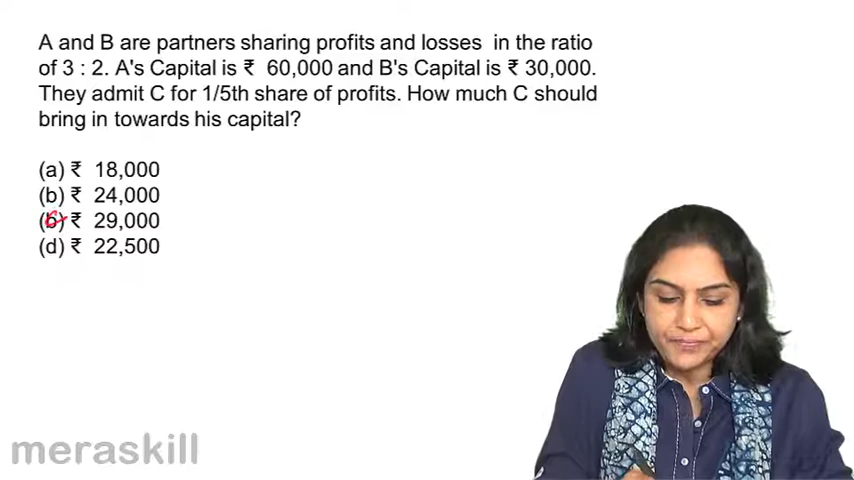 A and B are partners sharing profits and losses in the ratio
of 3 : 2. A's Capital is ₹ 60,000 and B's Capital is ₹ 30,000.
They admit C for 1/5th share of profits. How much C should
bring in towards his capital?
(a) ₹ 18,000
(b) ₹ 24,000
(c) ₹ 29,000
(d) ₹ 22,500
meraskill